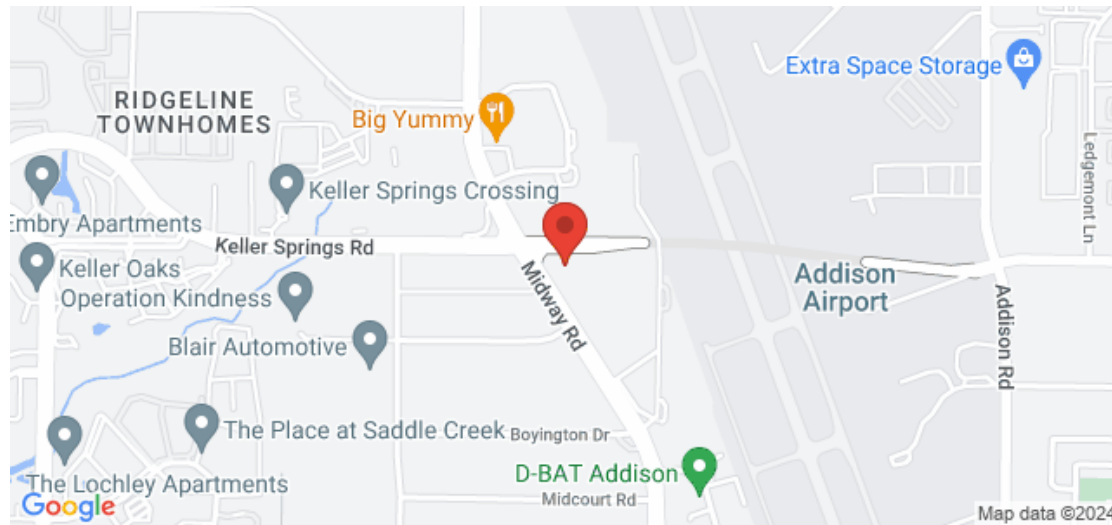 Extra Space Storage
RIDGELINE
TOWNHOMES
Big Yummy
Ledgemont Ln
Keller Springs Crossing
Embry Apartments
Keller Springs Rd
Keller Oaks
Addison
Airport
Operation Kindness
Midway Rd
Addison Rd
Blair Automotive
The Place at Saddle Creek
Boyington Dr
D-BAT Addison
The Lochley Apartments
Midcourt Rd
Google
Map data ©2024